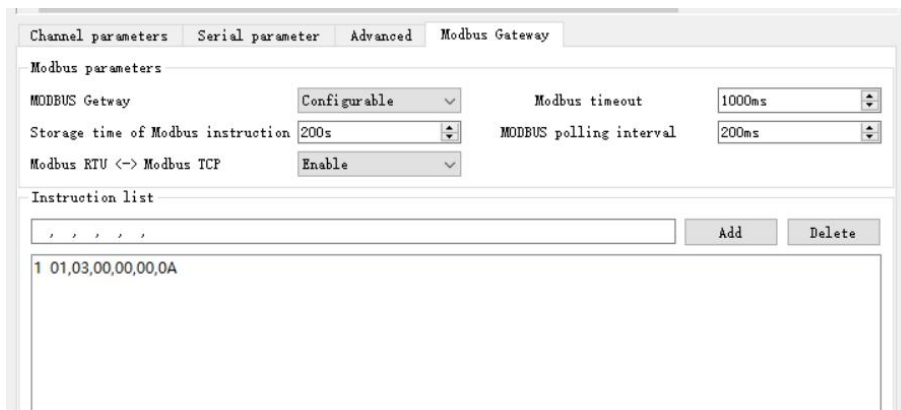 Channel parameters Serial parameter Advanced Modbus Gateway
Modbus parameters
MODBUS Getway Configurable Modbus timeout 1000ms
Storage time of Modbus instruction 200s MODBUS polling interval 200ms
Modbus RTU <-> Modbus TCP Enable
Instruction list
, , , , , Add Delete
1 01,03,00,00,00,0A